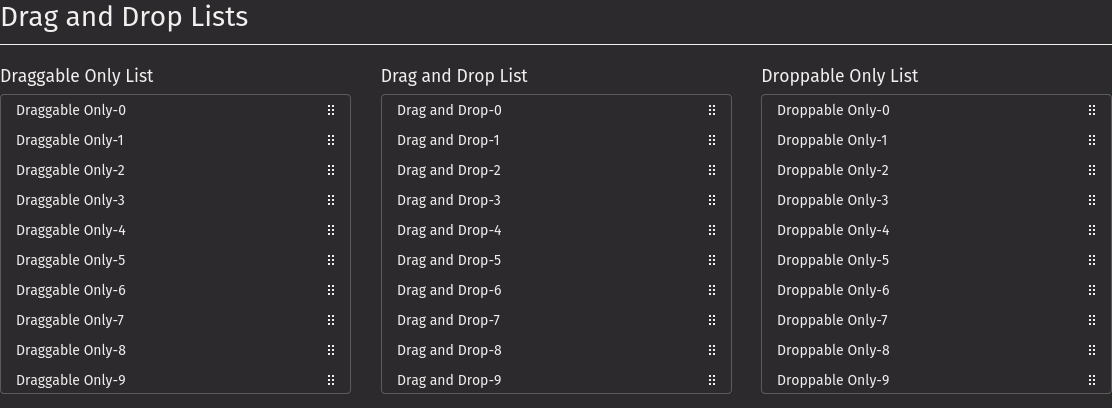 Drag and Drop Lists
Draggable Only List
Draggable Only-0
Draggable Only-1
Draggable Only-2
Draggable Only-3
Draggable Only-4
Draggable Only-5
Draggable Only-6
Draggable Only-7
Draggable Only-8
Draggable Only-9
Drag and Drop List
Drag and Drop-0
Drag and Drop-1
Drag and Drop-2
Drag and Drop-3
Drag and Drop-4
Drag and Drop-5
Drag and Drop-6
Drag and Drop-7
Drag and Drop-8
Drag and Drop-9
Droppable Only List
Droppable Only-0
Droppable Only-1
Droppable Only-2
Droppable Only-3
Droppable Only-4
Droppable Only-5
Droppable Only-6
Droppable Only-7
Droppable Only-8
Droppable Only-9